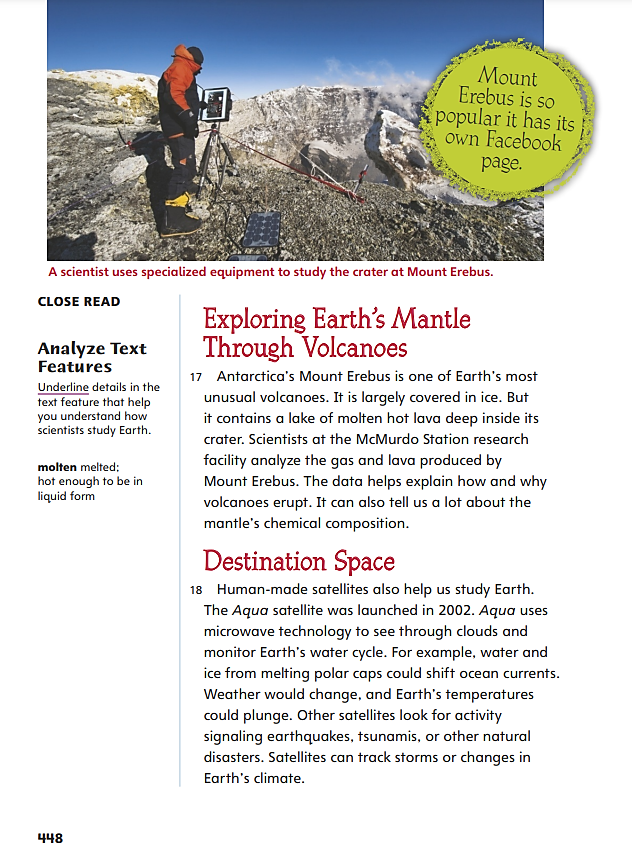 Mount
Erebus is so
popular it has its
own Facebook
page.
A scientist uses specialized equipment to study the crater at Mount Erebus.
CLOSE READ
Analyze Text
Features
Underline details in the
text feature that help
you understand how
scientists study Earth.
molten melted;
hot enough to be in
liquid form
Exploring Earth's Mantle
Through Volcanoes
17 Antarctica's Mount Erebus is one of Earth's most
unusual volcanoes. It is largely covered in ice. But
it contains a lake of molten hot lava deep inside its
crater. Scientists at the McMurdo Station research
facility analyze the gas and lava produced by
Mount Erebus. The data helps explain how and why
volcanoes erupt. It can also tell us a lot about the
mantle's chemical composition.
Destination Space
18 Human-made satellites also help us study Earth.
The Aqua satellite was launched in 2002. Aqua uses
microwave technology to see through clouds and
monitor Earth's water cycle. For example, water and
ice from melting polar caps could shift ocean currents.
Weather would change, and Earth's temperatures
could plunge. Other satellites look for activity
signaling earthquakes, tsunamis, or other natural
disasters. Satellites can track storms or changes in
Earth's climate.
448